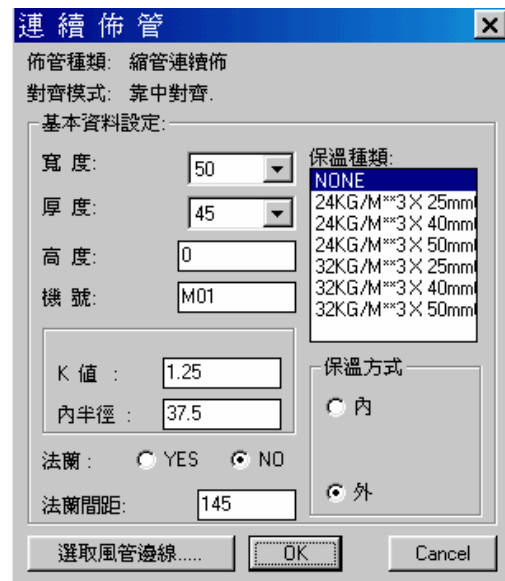 連 續 佈 管
佈管種類: 縮管連續佈
對齊模式: 靠中對齊.
基本資料設定:
寬 度: 50
厚 度: 45
高 度: 0
機 號: M01
保溫種類:
NONE
24KG/M**3 X 25mm
24KG/M**3 X 40mm
24KG/M**3 X 50mm
32KG/M**3 X 25mm
32KG/M**3 X 40mm
32KG/M**3 X 50mm
K 值 : 1.25
內半徑 : 37.5
保溫方式
內
外
法蘭 : YES NO
法蘭間距: 145
選取風管邊線.....
OK
Cancel